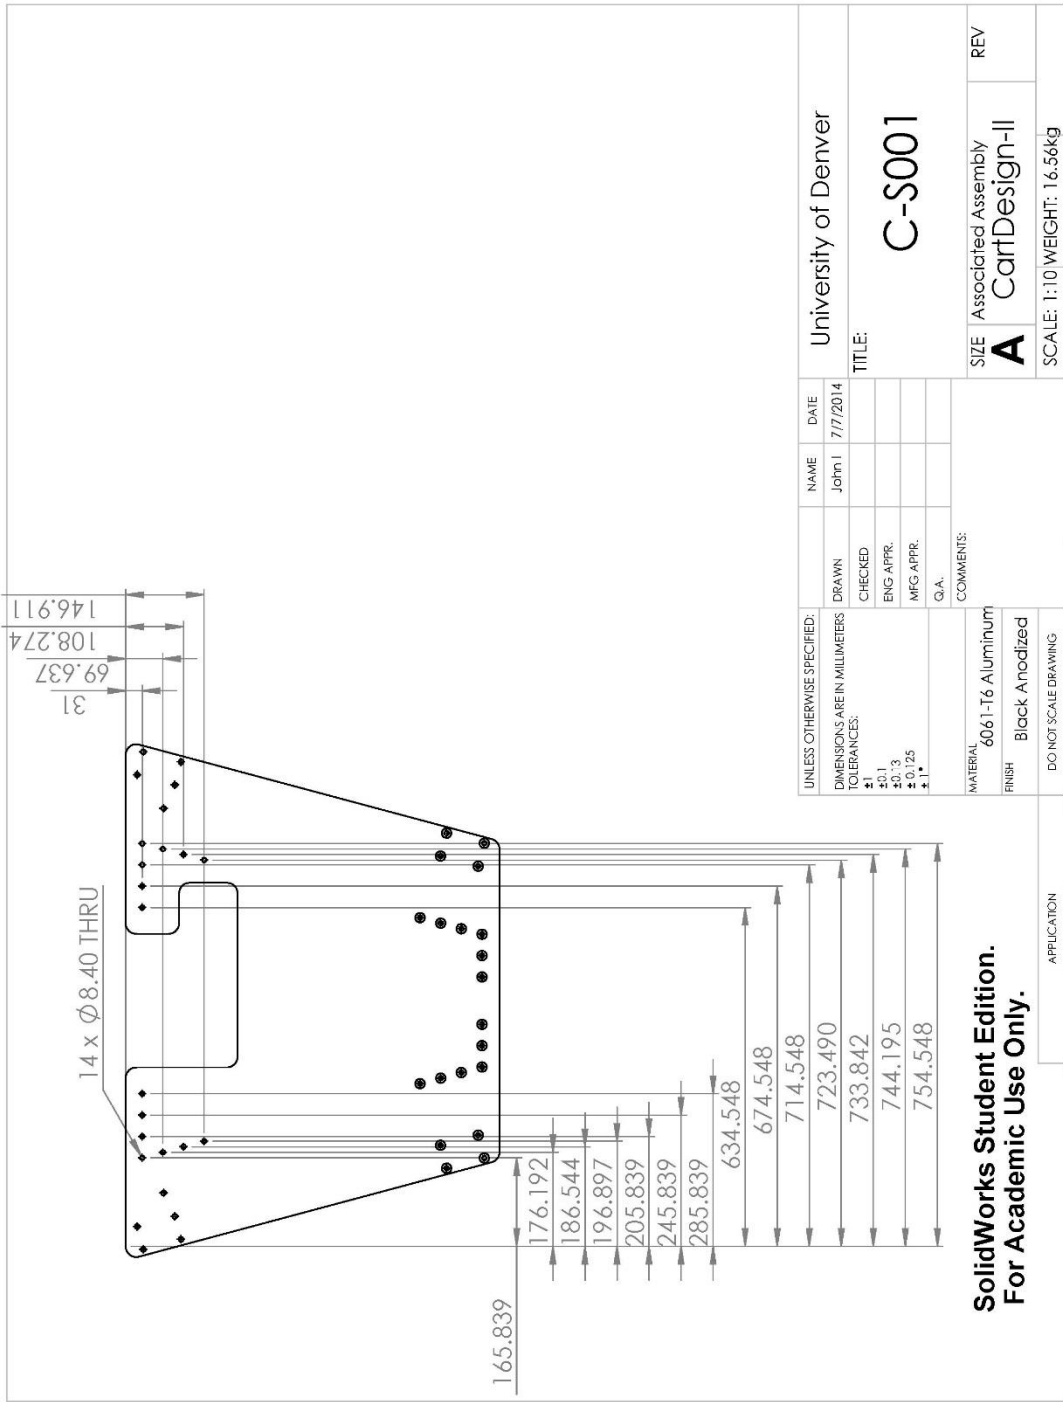 14 x Ø8.40 THRU
31
69.637
108.274
146.911
165.839
176.192
186.544
196.897
205.839
245.839
285.839
634.548
674.548
714.548
723.490
733.842
744.195
754.548
SolidWorks Student Edition.
For Academic Use Only.
APPLICATION
UNLESS OTHERWISE SPECIFIED:
DIMENSIONS ARE IN MILLIMETERS
TOLERANCES:
±1
±0.1
±0.13
± 0.125
± 1°
MATERIAL
6061-T6 Aluminum
FINISH
Black Anodized
DO NOT SCALE DRAWING
NAME
DATE
DRAWN
John I
7/7/2014
CHECKED
ENG APPR.
MFG APPR.
Q.A.
COMMENTS:
University of Denver
TITLE:
C-S001
SIZE
A
Associated Assembly
CartDesign-II
REV
SCALE: 1:10
WEIGHT: 16.56kg